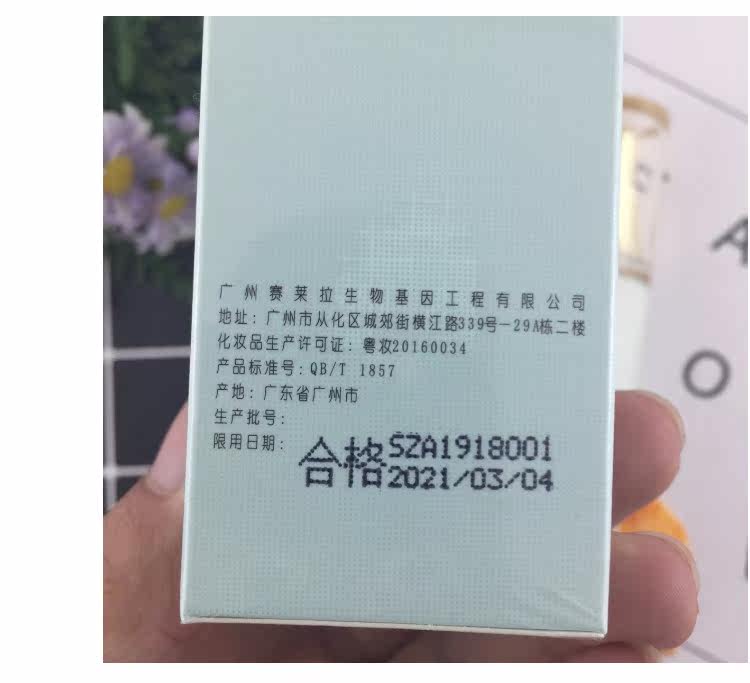 广州赛莱拉生物基因工程有限公司
地址：广州市从化区城郊街横江路339号-29A栋二楼
化妆品生产许可证：粤妆20160034
产品标准号：QB/T 1857
产地：广东省广州市
生产批号：
限用日期：
合格 SZA1918001
2021/03/04
A
O